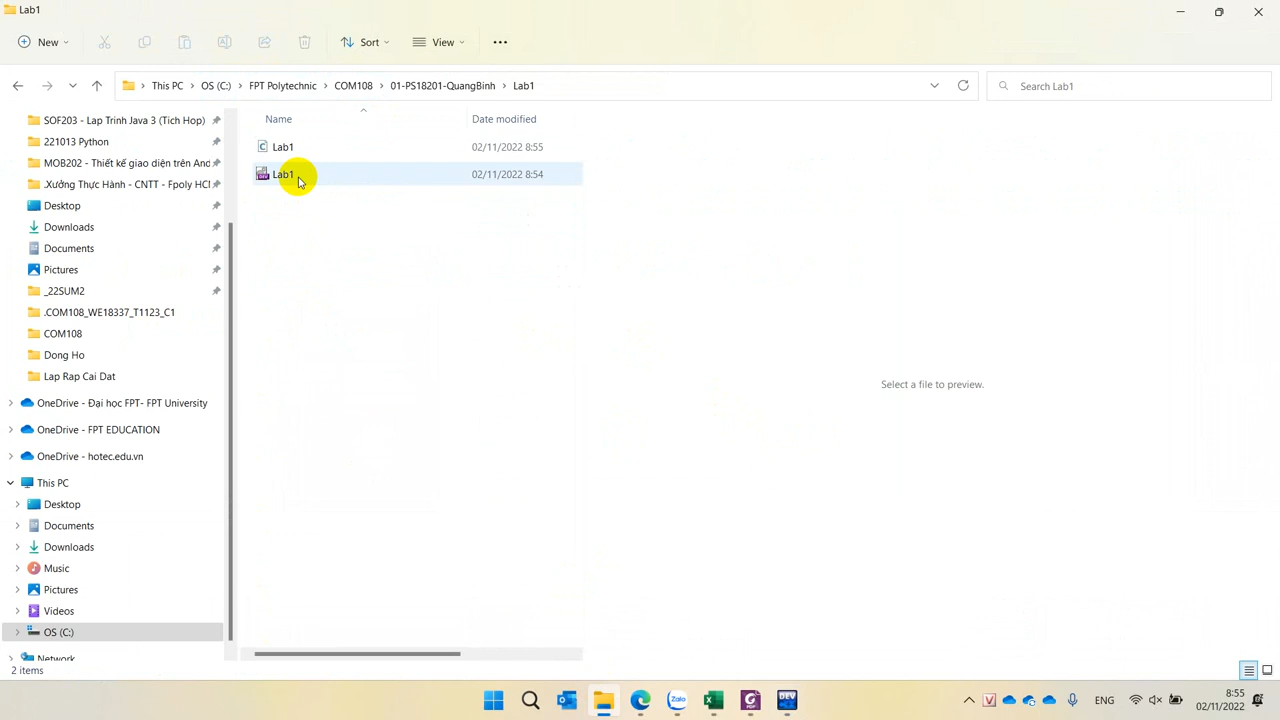 Lab1
New
Sort
View
This PC
OS (C:)
FPT Polytechnic
COM108
01-PS18201-QuangBinh
Lab1
Search Lab1
Name
Date modified
Lab1
02/11/2022 8:55
Lab1
02/11/2022 8:54
DEV
SOF203 - Lap Trinh Java 3 (Tich Hop)
221013 Python
MOB202 - Thiết kế giao diện trên And
.Xưởng Thực Hành - CNTT - Fpoly HCI
Desktop
Downloads
Documents
Pictures
_22SUM2
.COM108_WE18337_T1123_C1
COM108
Dong Ho
Lap Rap Cai Dat
OneDrive - Đại học FPT- FPT University
OneDrive - FPT EDUCATION
OneDrive - hotec.edu.vn
This PC
Desktop
Documents
Downloads
Music
Pictures
Videos
OS (C:)
Network
Select a file to preview.
2 items
Zalo
PDF
DEV
ENG
8:55
02/11/2022